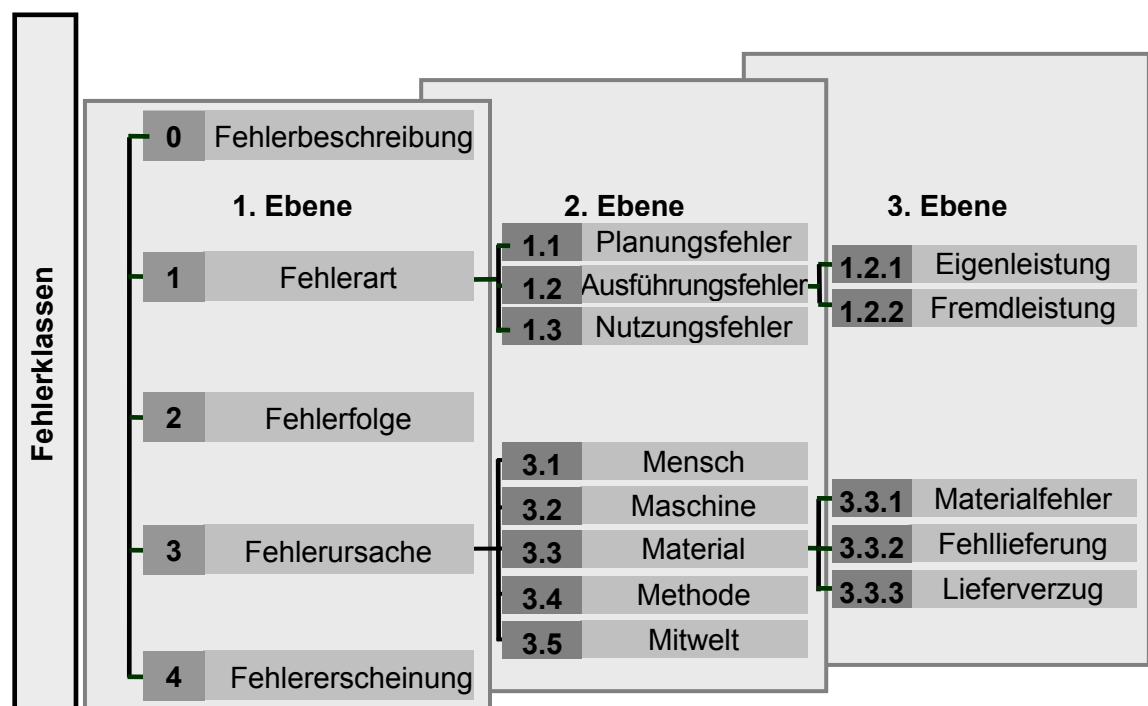 Fehlerklassen
0 Fehlerbeschreibung
1. Ebene
1 Fehlerart
2 Fehlerfolge
3 Fehlerursache
4 Fehlererscheinung
2. Ebene
1.1 Planungsfehler
1.2 Ausführungsfehler
1.3 Nutzungsfehler
3.1 Mensch
3.2 Maschine
3.3 Material
3.4 Methode
3.5 Mitwelt
3. Ebene
1.2.1 Eigenleistung
1.2.2 Fremdleistung
3.3.1 Materialfehler
3.3.2 Fehllieferung
3.3.3 Lieferverzug